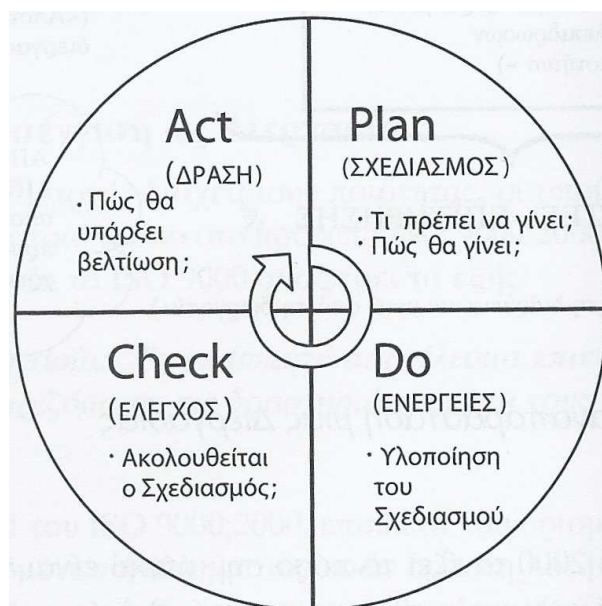 Act
(ΔΡΑΣΗ)
· Πώς θα
υπάρξει
βελτίωση;
Plan
(ΣΧΕΔΙΑΣΜΟΣ)
· Τι πρέπει να γίνει;
Πώς θα γίνει;
Check
(ΕΛΕΓΧΟΣ)
· Ακολουθείται
ο Σχεδιασμός;
Do
(ΕΝΕΡΓΕΙΕΣ)
· Υλοποίηση
του
Σχεδιασμού